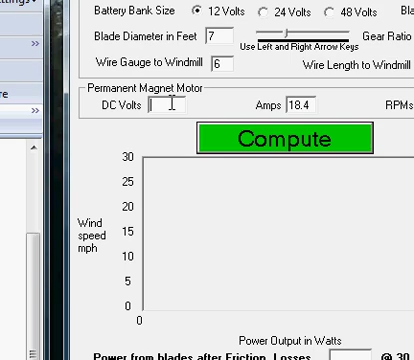 Battery Bank Size 12 Volts 24 Volts 48 Volts
Blade Diameter in Feet 7 Gear Ratio
Use Left and Right Arrow Keys
Wire Gauge to Windmill 6 Wire Length to Windmill
Permanent Magnet Motor
DC Volts Amps 18.4 RPMs
Compute
30
25
20
15
10
5
0
Wind
speed
mph
0
Power Output in Watts
Power from blades after Friction Losses @ 30